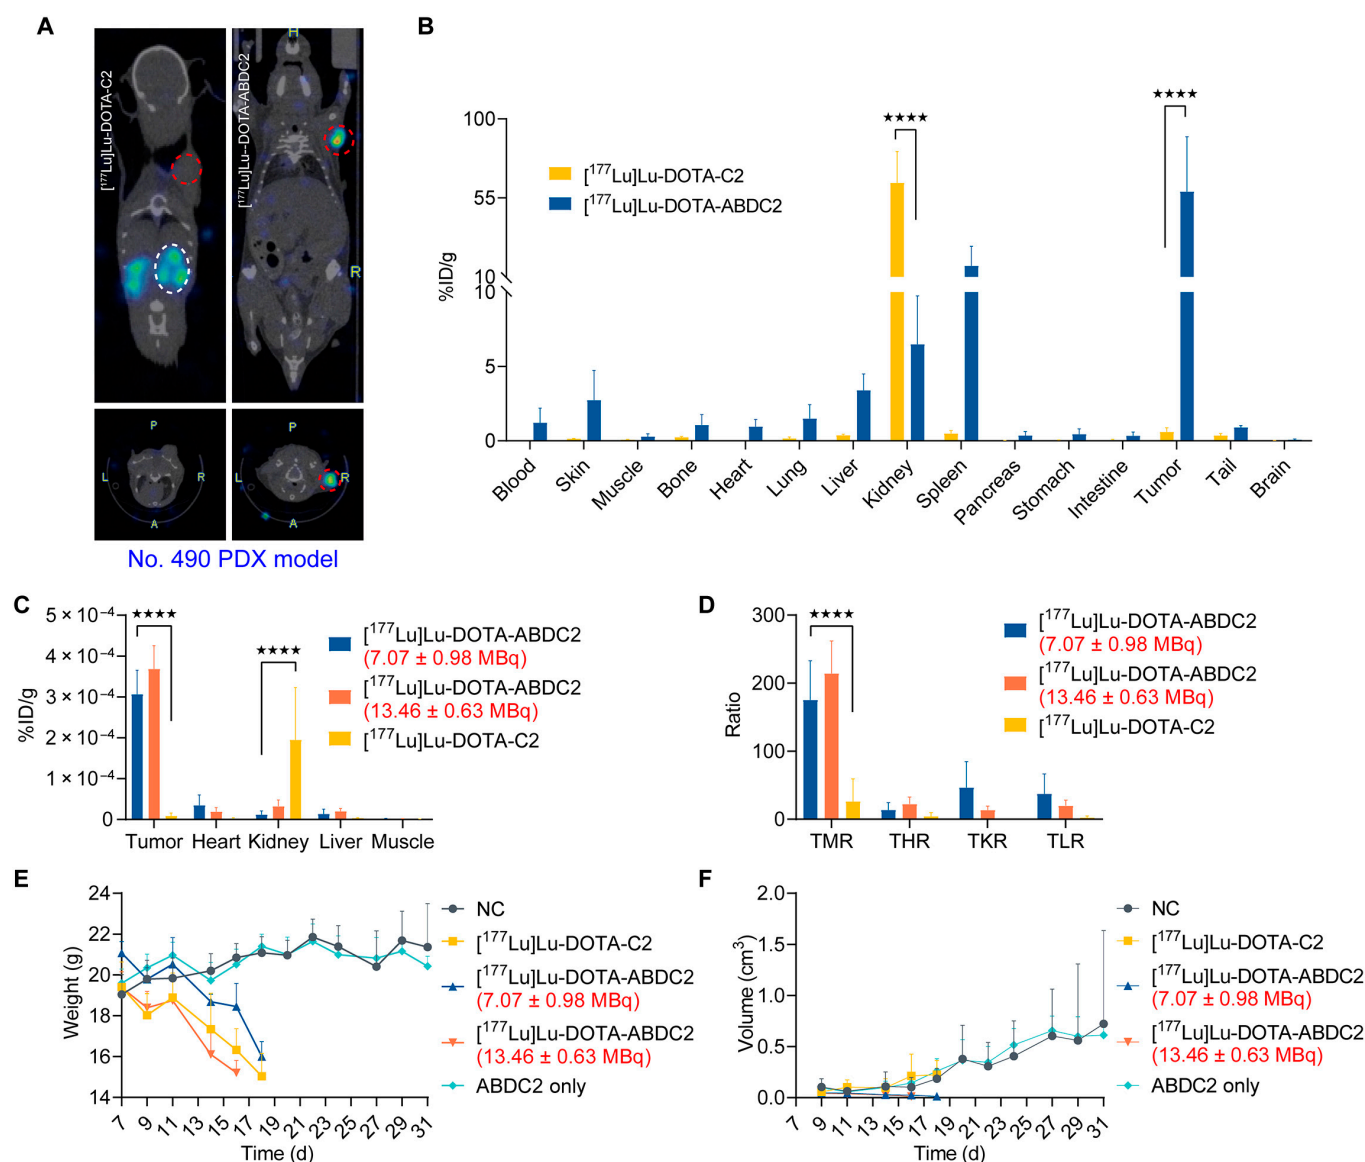 A
[¹⁷⁷Lu]Lu-DOTA-C2
[¹⁷⁷Lu]Lu--DOTA-ABDC2
H
R
P
L
R
A
P
L
R
A
No. 490 PDX model
B
%ID/g
100
55
10
10
5
0
★★★★
★★★★
[¹⁷⁷Lu]Lu-DOTA-C2
[¹⁷⁷Lu]Lu-DOTA-ABDC2
Blood
Skin
Muscle
Bone
Heart
Lung
Liver
Kidney
Spleen
Pancreas
Stomach
Intestine
Tumor
Tail
Brain
C
%ID/g
5 × 10⁻⁴
4 × 10⁻⁴
3 × 10⁻⁴
2 × 10⁻⁴
1 × 10⁻⁴
0
★★★★
★★★★
[¹⁷⁷Lu]Lu-DOTA-ABDC2
(7.07 ± 0.98 MBq)
[¹⁷⁷Lu]Lu-DOTA-ABDC2
(13.46 ± 0.63 MBq)
[¹⁷⁷Lu]Lu-DOTA-C2
Tumor Heart Kidney Liver Muscle
D
Ratio
300
200
100
0
★★★★
[¹⁷⁷Lu]Lu-DOTA-ABDC2
(7.07 ± 0.98 MBq)
[¹⁷⁷Lu]Lu-DOTA-ABDC2
(13.46 ± 0.63 MBq)
[¹⁷⁷Lu]Lu-DOTA-C2
TMR THR TKR TLR
E
Weight (g)
24
22
20
18
16
14
7 9 11 13 15 17 19 21 23 25 27 29 31
Time (d)
NC
[¹⁷⁷Lu]Lu-DOTA-C2
[¹⁷⁷Lu]Lu-DOTA-ABDC2
(7.07 ± 0.98 MBq)
[¹⁷⁷Lu]Lu-DOTA-ABDC2
(13.46 ± 0.63 MBq)
ABDC2 only
F
Volume (cm³)
2.0
1.5
1.0
0.5
0.0
7 9 11 13 15 17 19 21 23 25 27 29 31
Time (d)
NC
[¹⁷⁷Lu]Lu-DOTA-C2
[¹⁷⁷Lu]Lu-DOTA-ABDC2
(7.07 ± 0.98 MBq)
[¹⁷⁷Lu]Lu-DOTA-ABDC2
(13.46 ± 0.63 MBq)
ABDC2 only